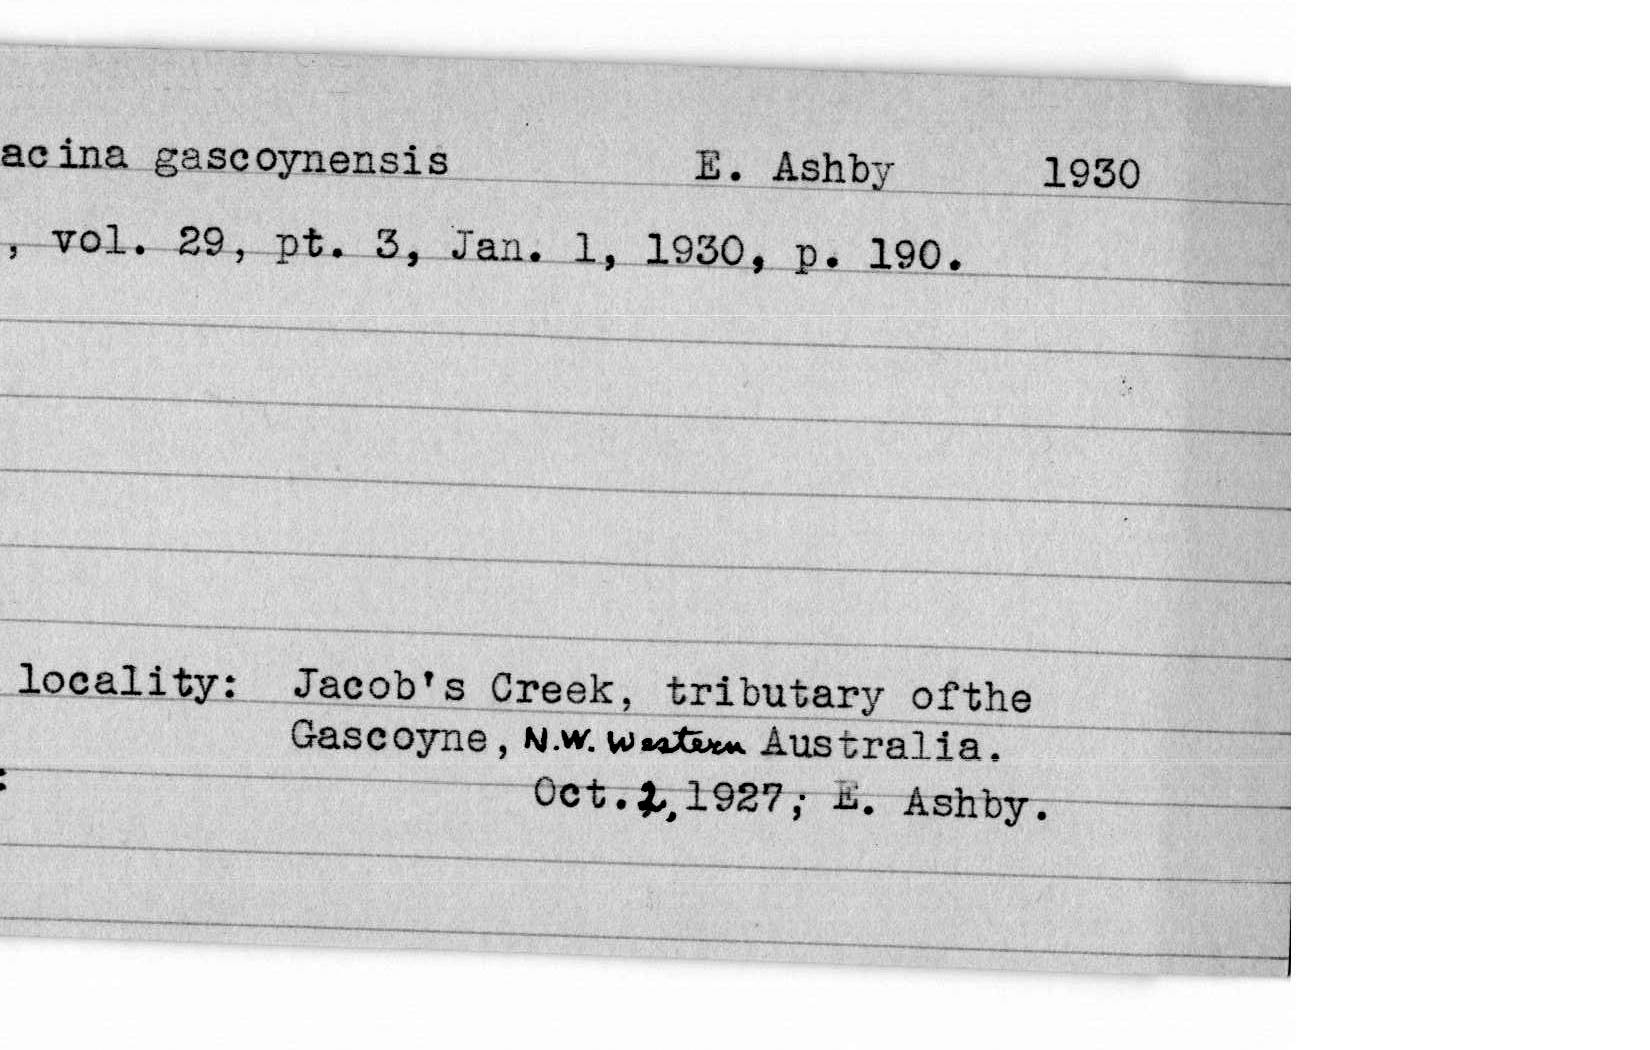 acina gascoynensis E. Ashby 1930
, vol. 29, pt. 3, Jan. 1, 1930, p. 190.
locality: Jacob's Creek, tributary ofthe
Gascoyne, N.W. Western Australia.
: Oct. 2, 1927; E. Ashby.